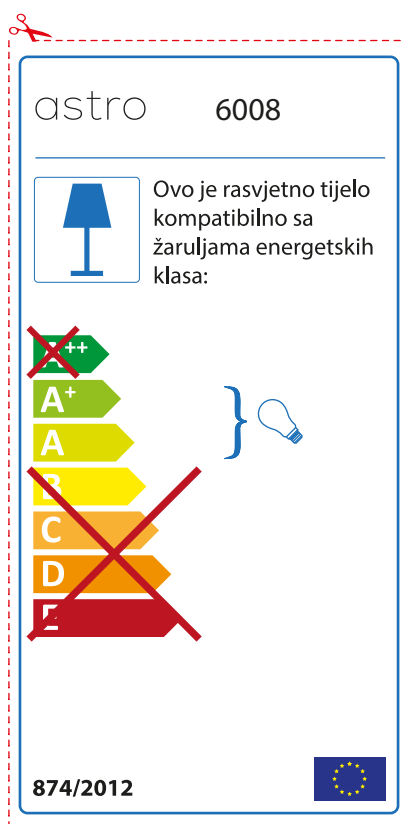 astro 6008
Ovo je rasvjetno tijelo
kompatibilno sa
žaruljama energetskih
klasa:
A++
A+
A
B
C
D
E
874/2012